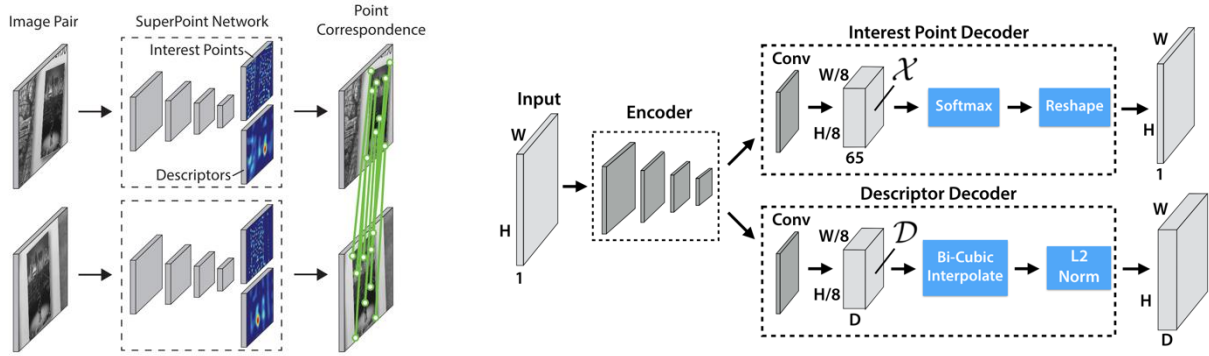 Image Pair
SuperPoint Network
Point
Correspondence
Interest Points
Descriptors
Input
W
H
1
Encoder
Interest Point Decoder
Conv
W/8
H/8
65
X
Softmax
Reshape
W
H
1
Descriptor Decoder
Conv
W/8
H/8
D
D
Bi-Cubic
Interpolate
L2
Norm
W
H
D